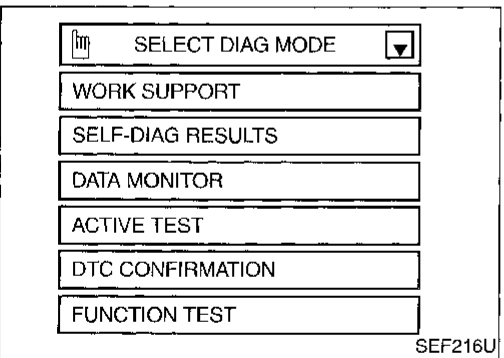 SELECT DIAG MODE
WORK SUPPORT
SELF-DIAG RESULTS
DATA MONITOR
ACTIVE TEST
DTC CONFIRMATION
FUNCTION TEST
SEF216U